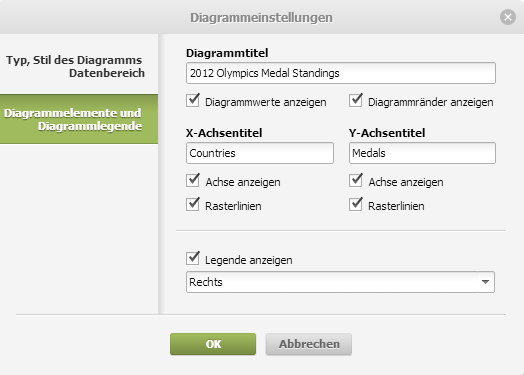 Diagrammeinstellungen
Typ, Stil des Diagramms
Datenbereich
Diagrammelemente und
Diagrammlegende
Diagrammtitel
2012 Olympics Medal Standings
Diagrammwerte anzeigen
Diagrammränder anzeigen
X-Achsentitel
Y-Achsentitel
Countries
Medals
Achse anzeigen
Achse anzeigen
Rasterlinien
Rasterlinien
Legende anzeigen
Rechts
OK
Abbrechen